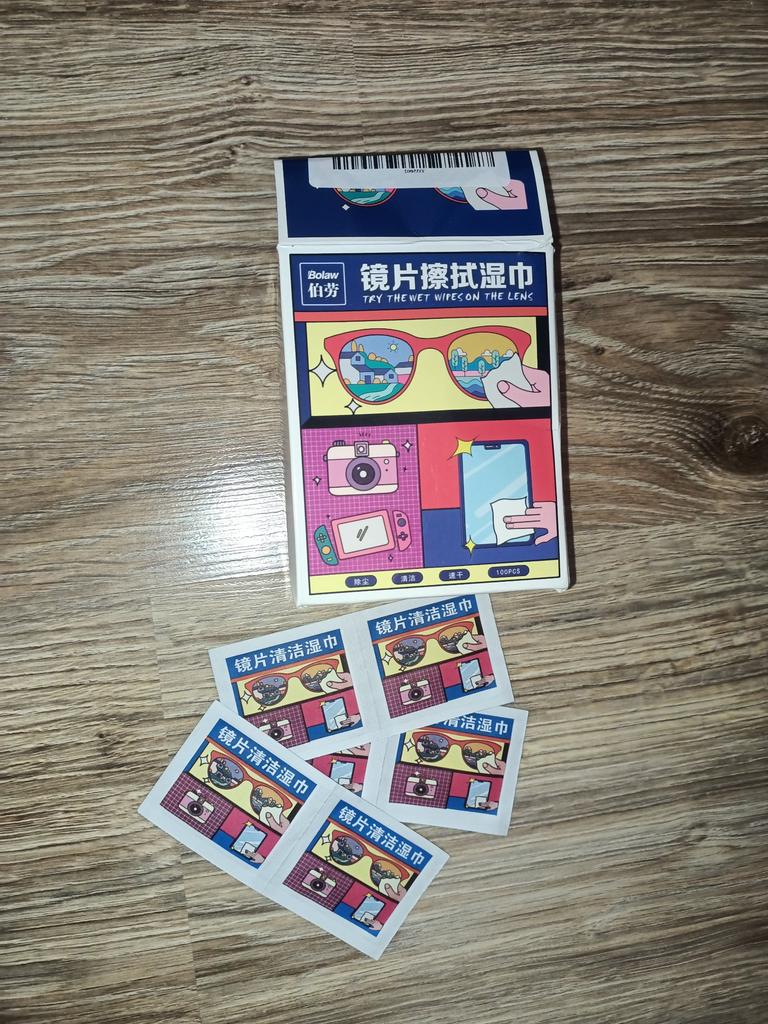 Bolaw
伯劳
镜片擦拭湿巾
TRY THE WET WIPES ON THE LENS
除尘
清洁
速干
100PCS
镜片清洁湿巾
镜片清洁湿巾
镜片清洁湿巾
镜片清洁湿巾
镜片清洁湿巾